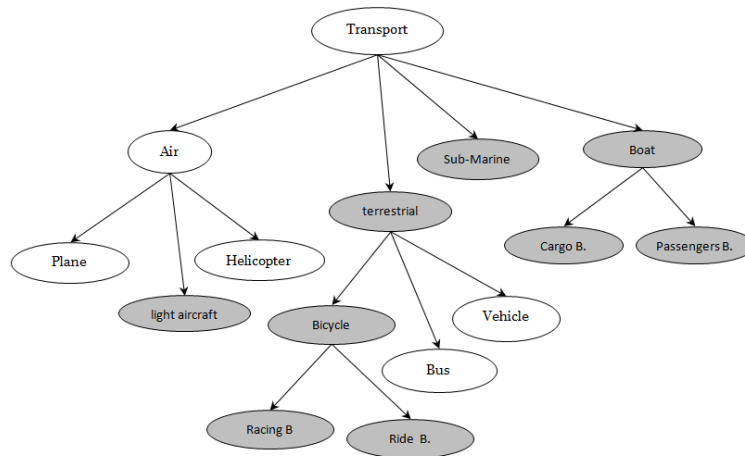 Transport
Air
Sub-Marine
Boat
terrestrial
Plane
Helicopter
Cargo B.
Passengers B.
light aircraft
Bicycle
Vehicle
Bus
Racing B
Ride B.